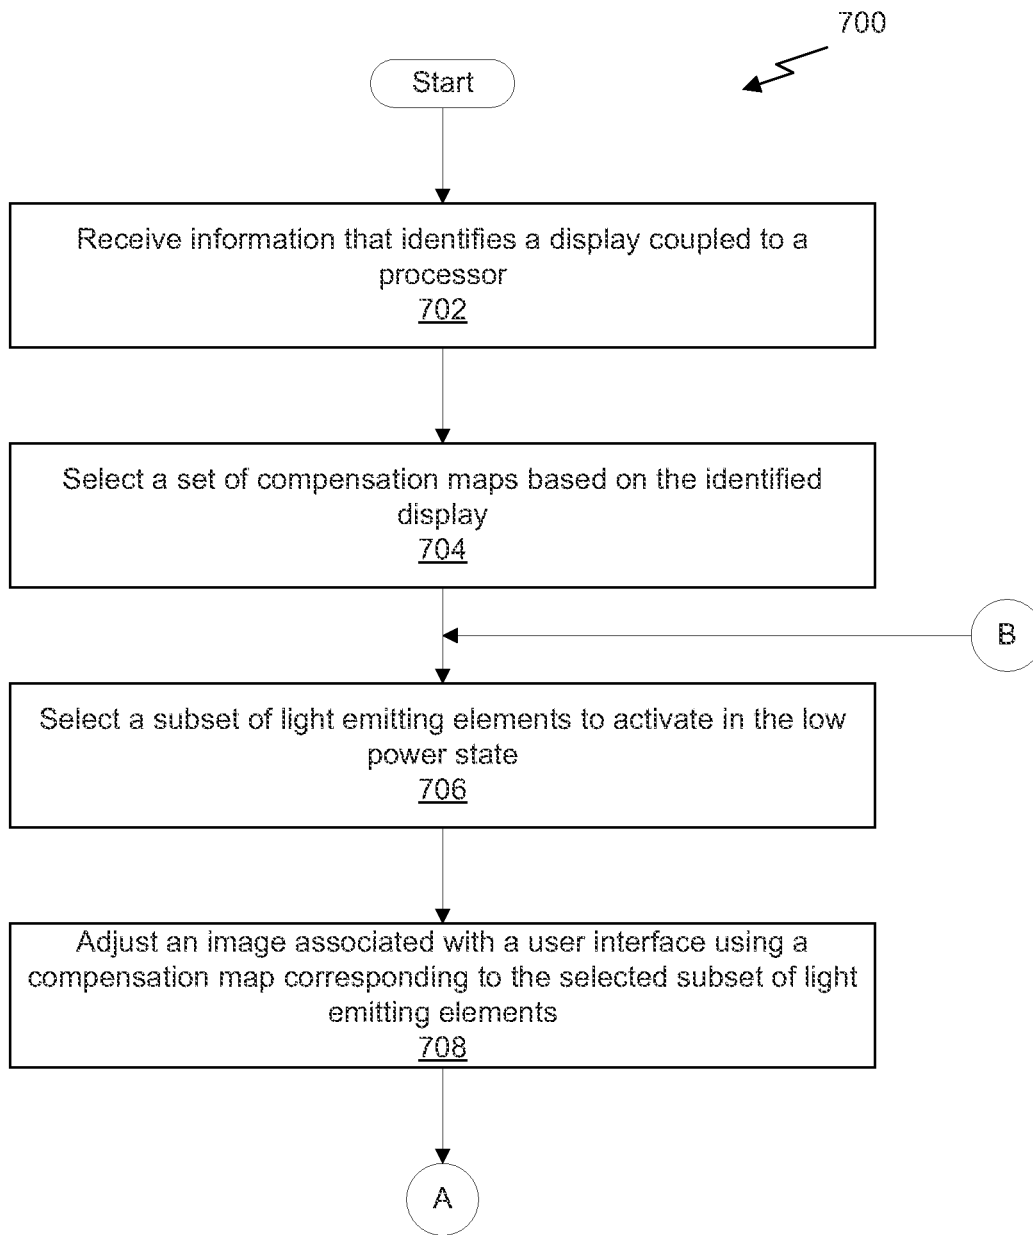 700
Start
Receive information that identifies a display coupled to a
processor
702
Select a set of compensation maps based on the identified
display
704
B
Select a subset of light emitting elements to activate in the low
power state
706
Adjust an image associated with a user interface using a
compensation map corresponding to the selected subset of light
emitting elements
708
A